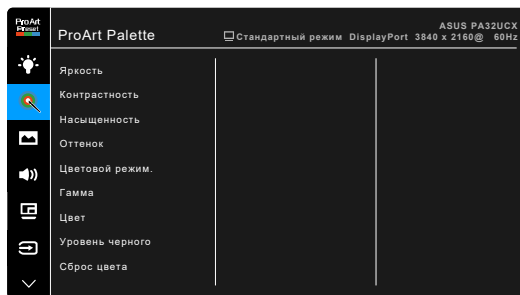 ProArt
Preset
ASUS PA32UCX
ProArt Palette
Стандартный режим DisplayPort 3840 x 2160@ 60Hz
Яркость
Контрастность
Насыщенность
Оттенок
Цветовой режим.
Гамма
Цвет
Уровень черного
Сброс цвета